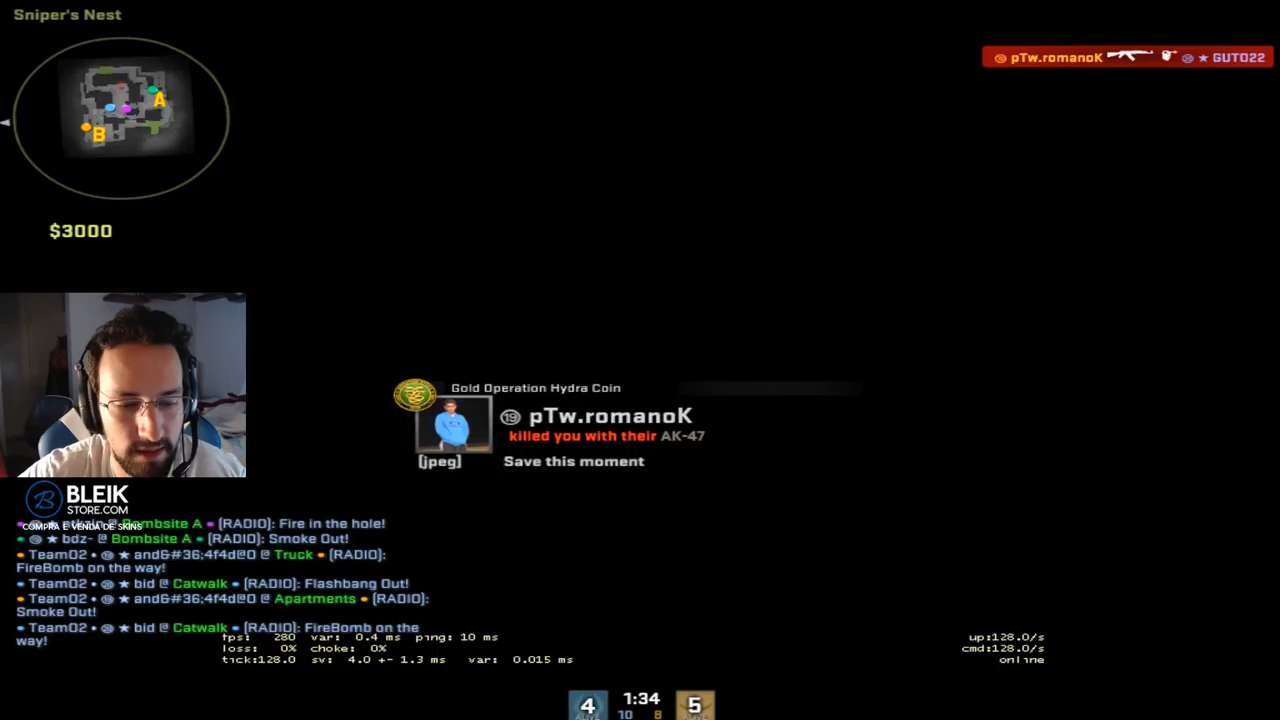 Sniper's Nest
A
B
$3000
pTw.romanoK ★ GUTO22
Gold Operation Hydra Coin
19 pTw.romanoK
killed you with their AK-47
[jpeg] Save this moment
BLEIK
STORE.COM
COMPRA E VENDA DE SKINS
@ Bombsite A • (RADIO): Fire in the hole!
★ bdz- @ Bombsite A • (RADIO): Smoke Out!
Team02 • ★ and&#36;4f4d@0 @ Truck • (RADIO):
FireBomb on the way!
Team02 • ★ bid @ Catwalk • (RADIO): Flashbang Out!
Team02 • ★ and&#36;4f4d@0 @ Apartments • (RADIO):
Smoke Out!
Team02 • ★ bid @ Catwalk • (RADIO): FireBomb on the
way!
fps: 280 var: 0.4 ms ping: 10 ms
loss: 0% choke: 0%
tick:128.0 sv: 4.0 +- 1.3 ms var: 0.015 ms
up:128.0/s
cmd:128.0/s
online
4 1:34 5
ALIVE 10 8